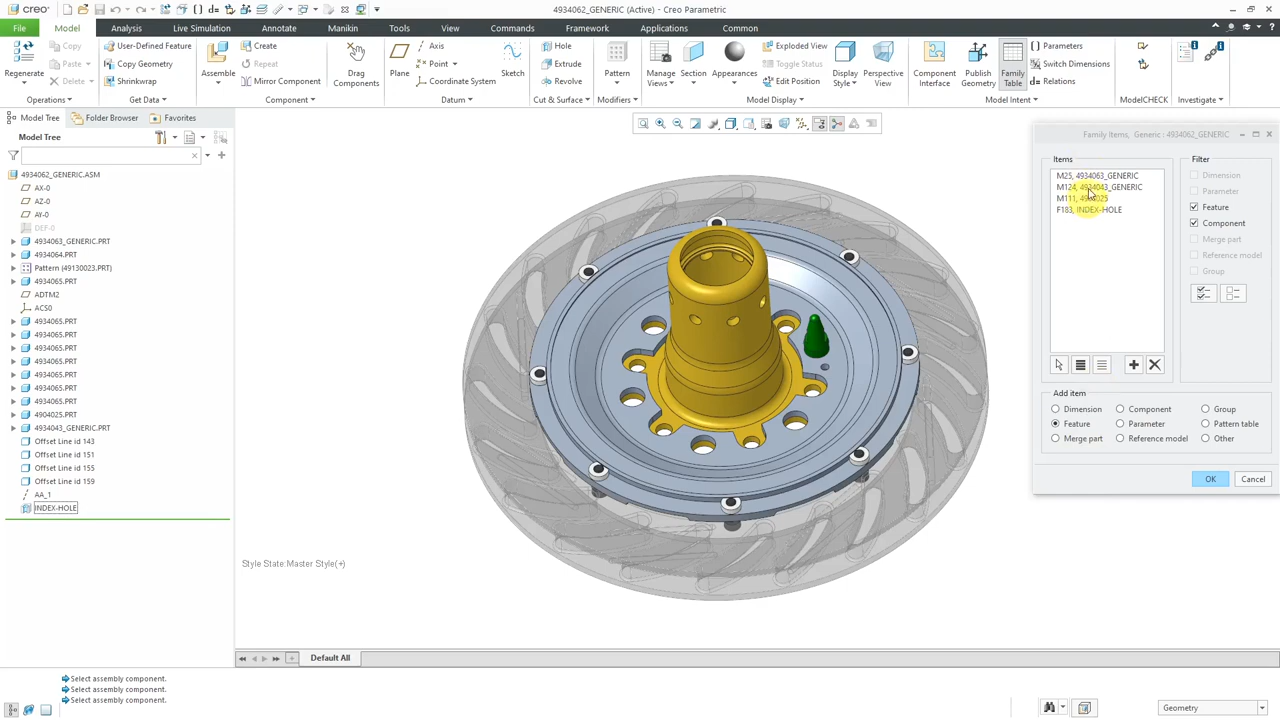 creo
4934062_GENERIC (Active) - Creo Parametric
File
Model
Analysis
Live Simulation
Annotate
Manikin
Tools
View
Commands
Framework
Applications
Common
Regenerate
Copy
Paste
Delete
Operations
User-Defined Feature
Copy Geometry
Shrinkwrap
Get Data
Assemble
Create
Repeat
Mirror Component
Drag
Components
Component
Plane
Axis
Point
Coordinate System
Sketch
Datum
Hole
Extrude
Revolve
Cut & Surface
Pattern
Modifiers
Manage
Views
Section
Appearances
Exploded View
Toggle Status
Edit Position
Display
Style
Perspective
View
Model Display
Component
Interface
Publish
Geometry
Family
Table
Parameters
Switch Dimensions
Relations
Model Intent
ModelCHECK
Investigate
Model Tree
Folder Browser
Favorites
Model Tree
4934062_GENERIC.ASM
AX-0
AZ-0
AY-0
DEF-0
4934063_GENERIC.PRT
4934064.PRT
Pattern (49130023.PRT)
4934065.PRT
ADTM2
ACS0
4934065.PRT
4934065.PRT
4934065.PRT
4934065.PRT
4934065.PRT
4934065.PRT
4934065.PRT
4904025.PRT
4934043_GENERIC.PRT
Offset Line id 143
Offset Line id 151
Offset Line id 155
Offset Line id 159
AA_1
INDEX-HOLE
Style State:Master Style(+)
Default All
Select assembly component.
Select assembly component.
Select assembly component.
Geometry
Family Items, Generic : 4934062_GENERIC
Items
M25, 4934063_GENERIC
M124, 4934043_GENERIC
M111, 4934025
F183, INDEX-HOLE
Filter
Dimension
Parameter
Feature
Component
Merge part
Reference model
Group
Add item
Dimension
Component
Group
Feature
Parameter
Pattern table
Merge part
Reference model
Other
OK
Cancel